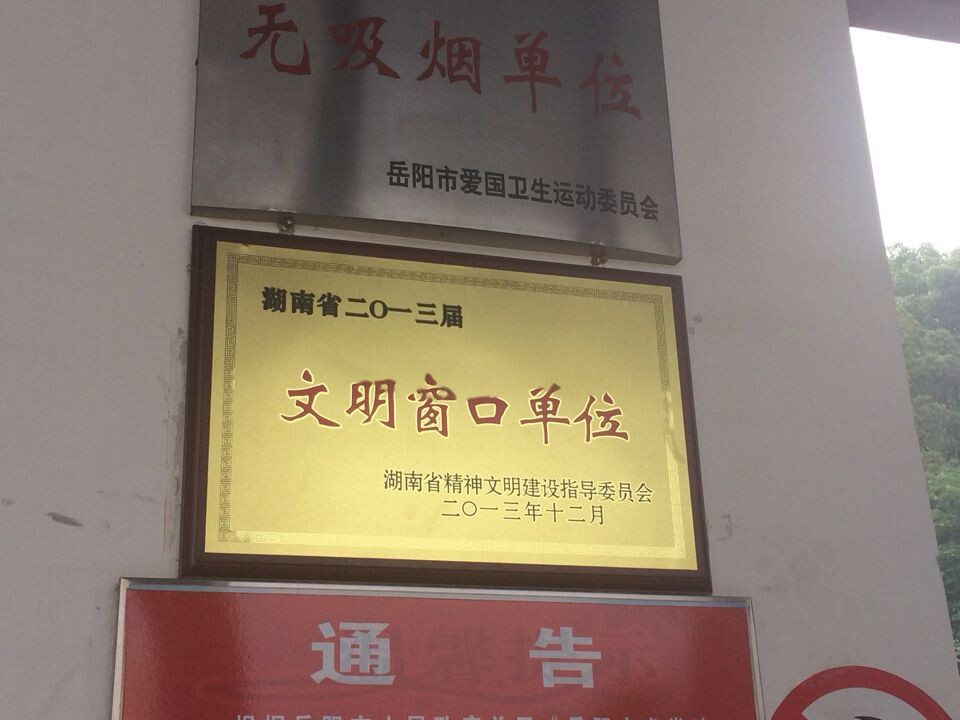 无吸烟单位
岳阳市爱国卫生运动委员会
湖南省二〇一三届
文明窗口单位
湖南省精神文明建设指导委员会
二〇一三年十二月
通告